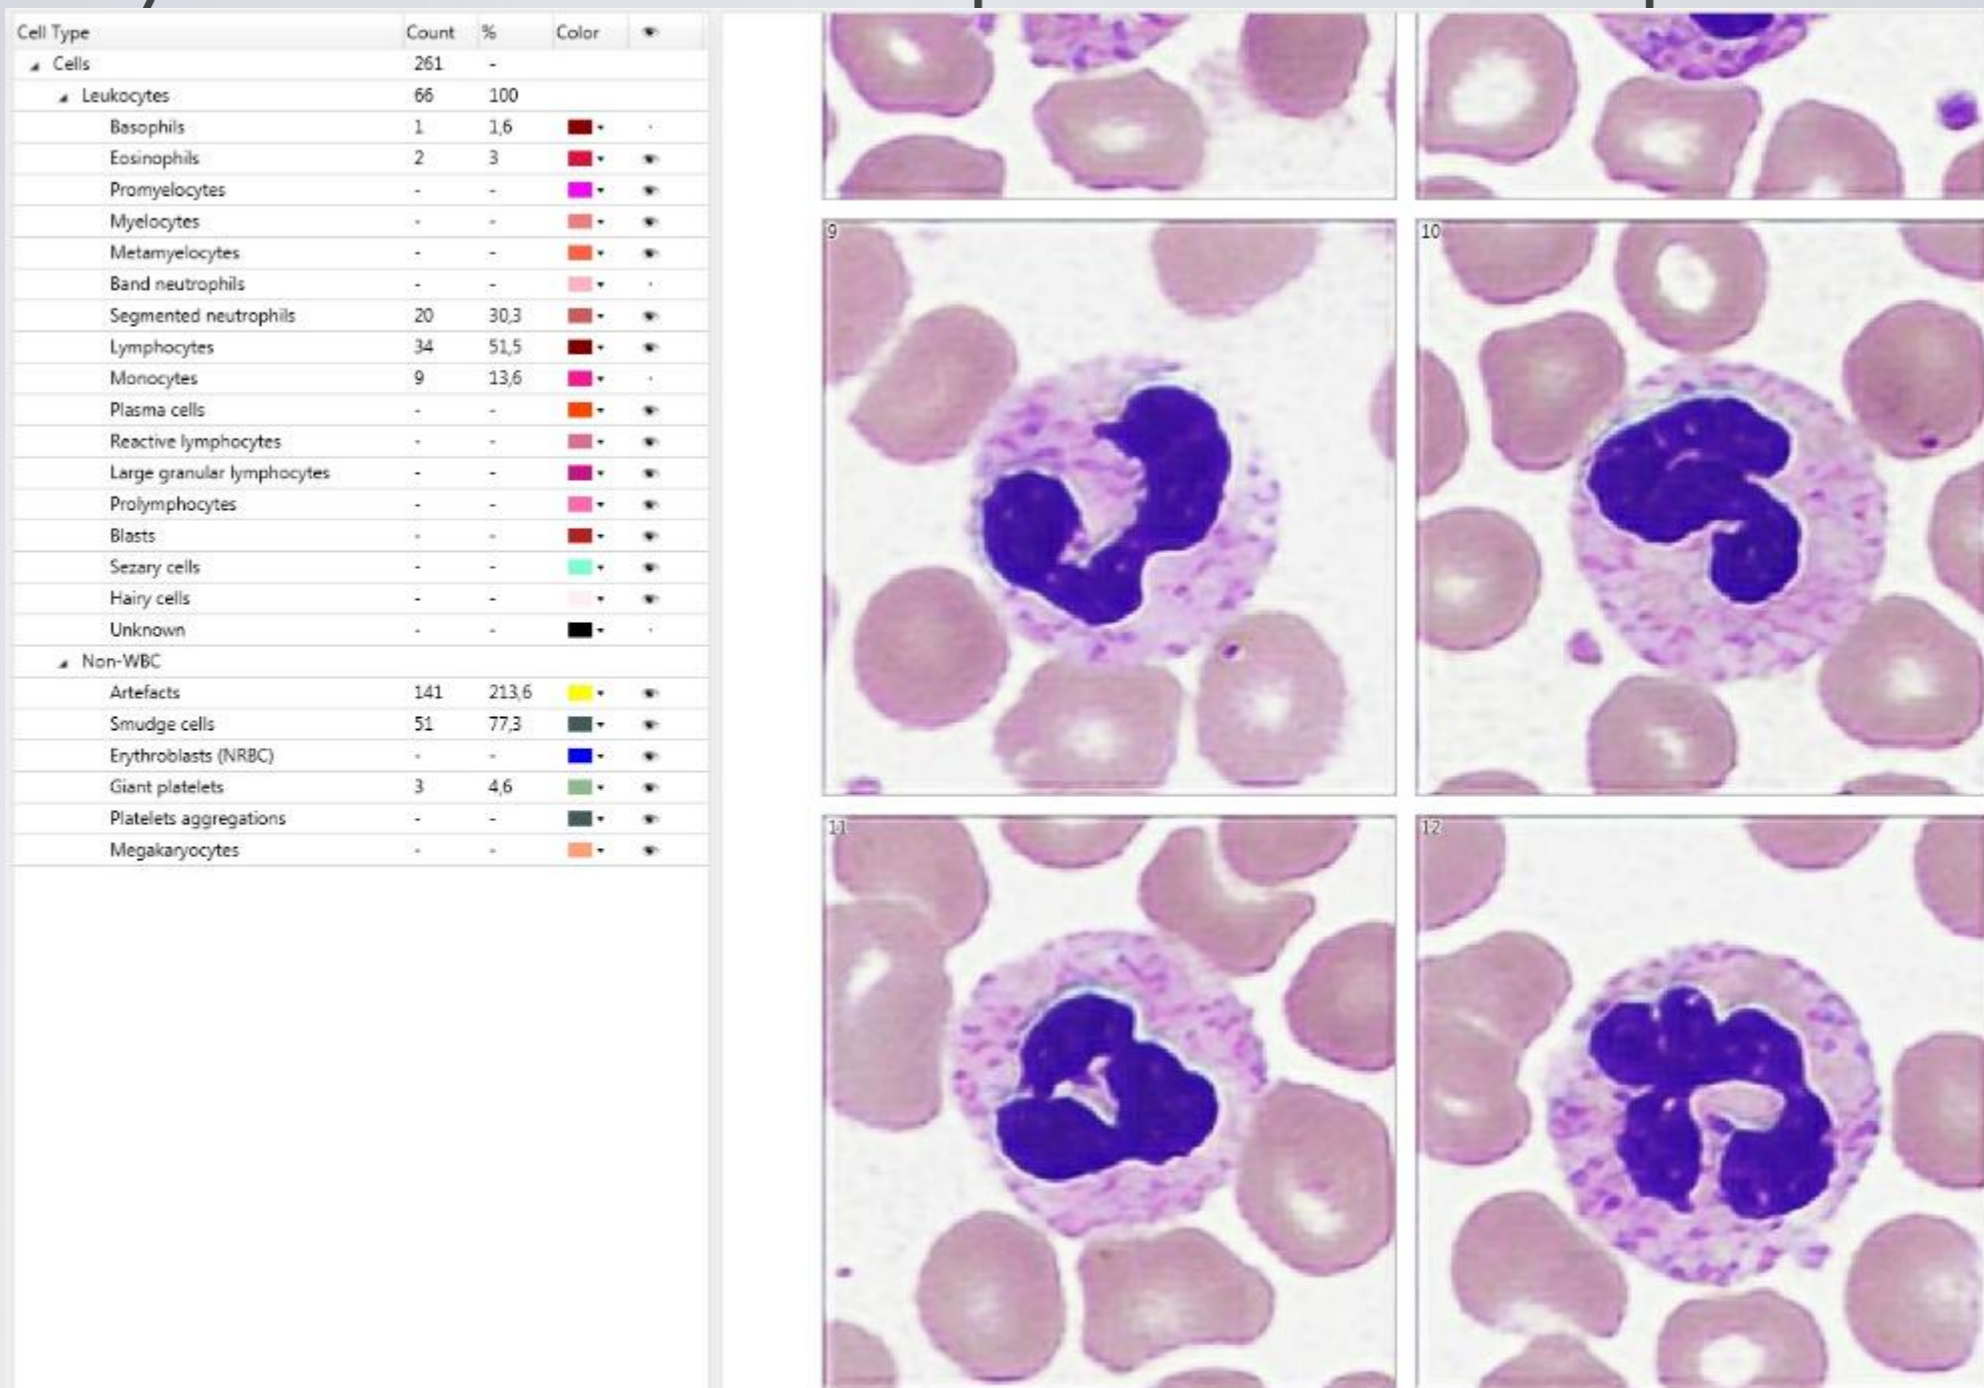 Cell Type Count % Color
Cells 261 -
Leukocytes 66 100
Basophils 1 1,6
Eosinophils 2 3
Promyelocytes - -
Myelocytes - -
Metamyelocytes - -
Band neutrophils - -
Segmented neutrophils 20 30,3
Lymphocytes 34 51,5
Monocytes 9 13,6
Plasma cells - -
Reactive lymphocytes - -
Large granular lymphocytes - -
Prolymphocytes - -
Blasts - -
Sezary cells - -
Hairy cells - -
Unknown - -
Non-WBC
Artefacts 141 213,6
Smudge cells 51 77,3
Erythroblasts (NRBC) - -
Giant platelets 3 4,6
Platelets aggregations - -
Megakaryocytes - -
9
10
11
12